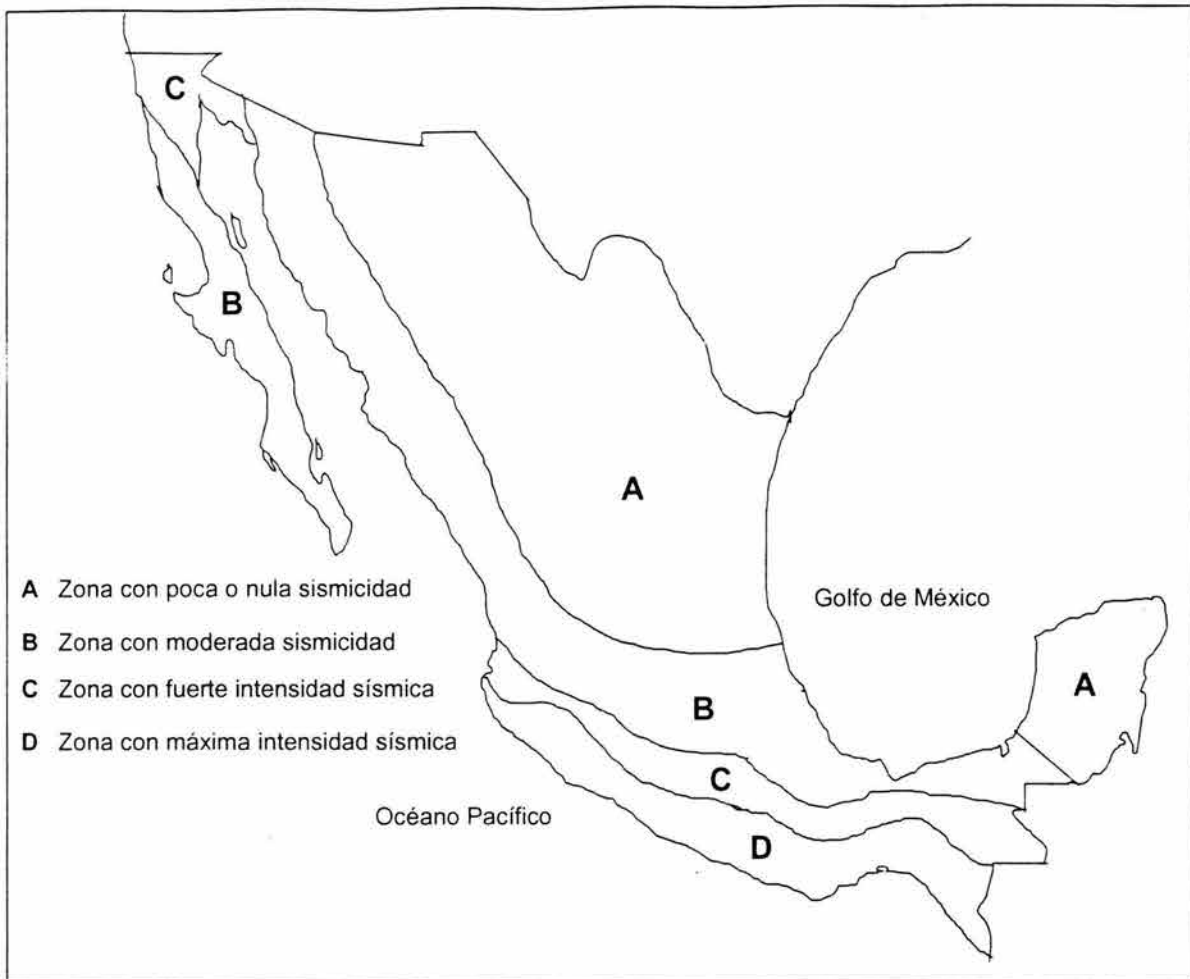 C
B
A
A Zona con poca o nula sismicidad
Golfo de México
B Zona con moderada sismicidad
A
C Zona con fuerte intensidad sísmica
B
D Zona con máxima intensidad sísmica
C
Océano Pacífico
D